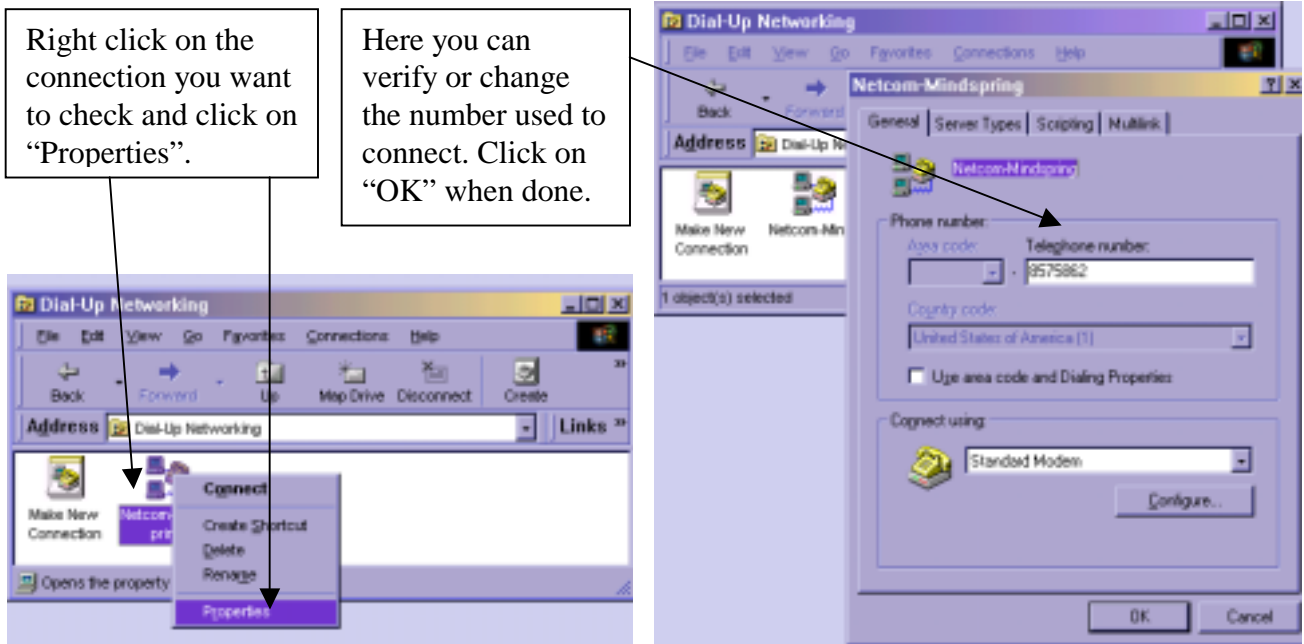 Right click on the
connection you want
to check and click on
“Properties”.
Here you can
verify or change
the number used to
connect. Click on
“OK” when done.
Dial-Up Networking
File Edit View Go Favorites Connections Help
Back Forward Up Map Drive Disconnect Create
Address Dial-Up Networking Links »
Make New
Connection
Netcom-
Connect
Create Shortcut
Delete
Rename
Properties
Opens the property
Dial-Up Networking
File Edit View Go Favorites Connections Help
Back Forward
Address Dial-Up N
Make New
Connection
Netcom-Min
1 object(s) selected
Netcom-Mindspring
General Server Types Scripting Multilink
Netcom-Mindspring
Phone number:
Area code: Telephone number:
- 8575862
Country code:
United States of America (1)
Use area code and Dialing Properties
Connect using:
Standard Modem
Configure...
OK Cancel